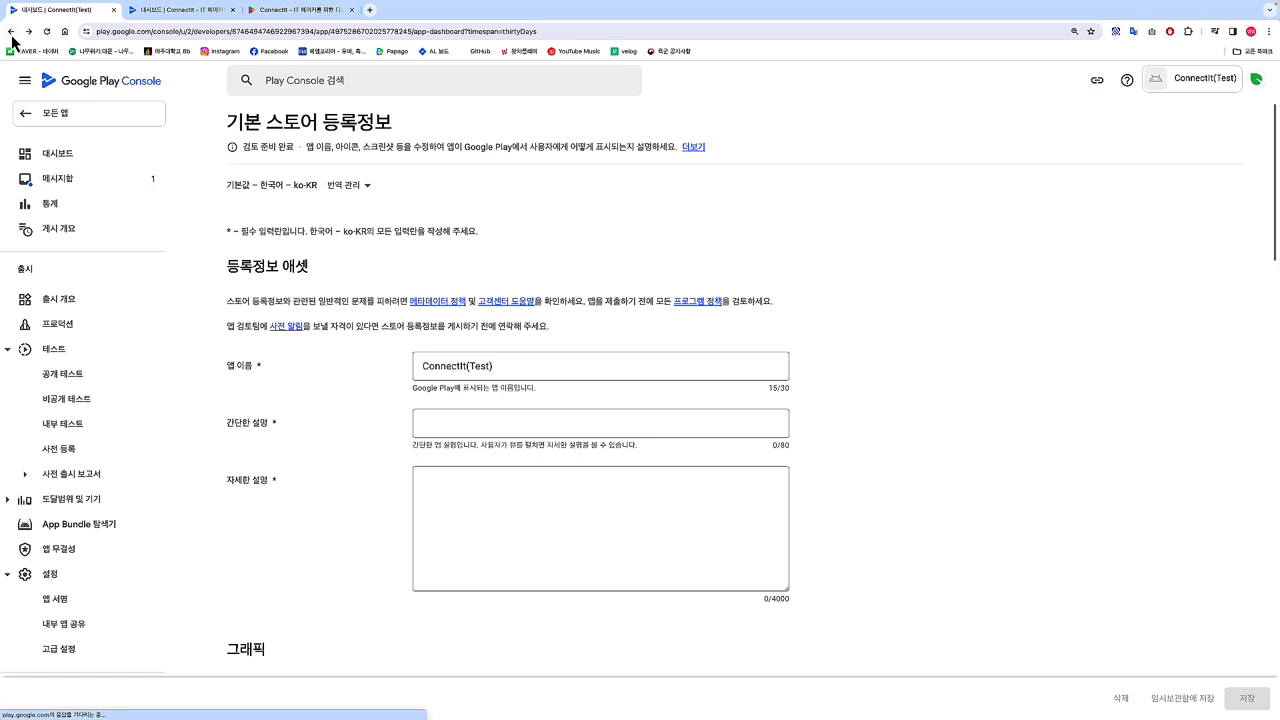 대시보드 | ConnectIt(Test)
대시보드 | ConnectIt - IT 메이커
ConnectIt - IT 메이커를 위한 디
play.google.com/console/u/2/developers/6746494746922967394/app/4975286702025778245/app-dashboard?timespan=thirtyDays
NAVER - 네이버
나무위키:대문 - 나무...
아주대학교 Bb
Instagram
Facebook
에펨코리아 - 유머, 축...
Papago
AL 보드
GitHub
왓차플레이
YouTube Music
velog
육군 공지사항
모든 북마크
Google Play Console
Play Console 검색
ConnectIt(Test)
모든 앱
대시보드
메시지함 1
통계
게시 개요
출시
출시 개요
프로덕션
테스트
공개 테스트
비공개 테스트
내부 테스트
사전 등록
사전 출시 보고서
도달범위 및 기기
App Bundle 탐색기
앱 무결성
설정
앱 서명
내부 앱 공유
고급 설정
기본 스토어 등록정보
검토 준비 완료 · 앱 이름, 아이콘, 스크린샷 등을 수정하여 앱이 Google Play에서 사용자에게 어떻게 표시되는지 설명하세요. 더보기
기본값 – 한국어 – ko-KR 번역 관리
* – 필수 입력란입니다. 한국어 – ko-KR의 모든 입력란을 작성해 주세요.
등록정보 애셋
스토어 등록정보와 관련된 일반적인 문제를 피하려면 메타데이터 정책 및 고객센터 도움말을 확인하세요. 앱을 제출하기 전에 모든 프로그램 정책을 검토하세요.
앱 검토팀에 사전 알림을 보낼 자격이 있다면 스토어 등록정보를 게시하기 전에 연락해 주세요.
앱 이름 *
ConnectIt(Test)
Google Play에 표시되는 앱 이름입니다. 15/30
간단한 설명 *
간단한 앱 설명입니다. 사용자가 뷰를 펼치면 자세한 설명을 볼 수 있습니다. 0/80
자세한 설명 *
0/4000
그래픽
삭제
임시보관함에 저장
저장
play.google.com의 응답을 기다리는 중...